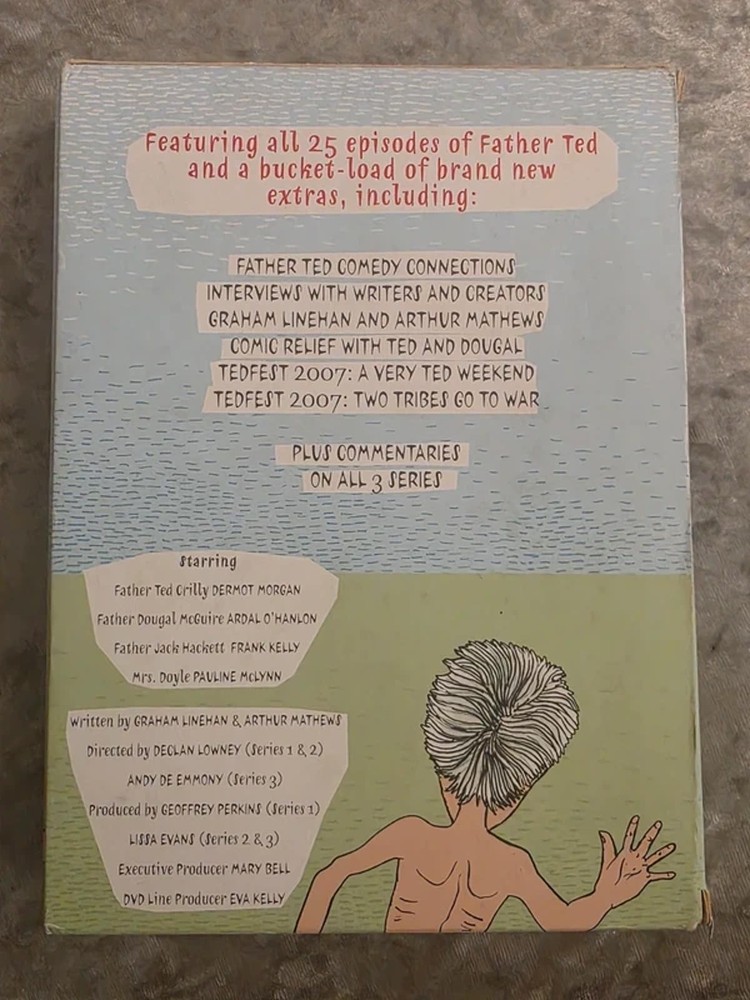 Featuring all 25 episodes of Father Ted
and a bucket-load of brand new
extras, including:
FATHER TED COMEDY CONNECTIONS
INTERVIEWS WITH WRITERS AND CREATORS
GRAHAM LINEHAN AND ARTHUR MATHEWS
COMIC RELIEF WITH TED AND DOUGAL
TEDFEST 2007: A VERY TED WEEKEND
TEDFEST 2007: TWO TRIBES GO TO WAR
PLUS COMMENTARIES
ON ALL 3 SERIES
Starring
Father Ted Crilly DERMOT MORGAN
Father Dougal McGuire ARDAL O'HANLON
Father Jack Hackett FRANK KELLY
Mrs. Doyle PAULINE McLYNN
Written by GRAHAM LINEHAN & ARTHUR MATHEWS
Directed by DECLAN LOWNEY (Series 1 & 2)
ANDY DE EMMONY (Series 3)
Produced by GEOFFREY PERKINS (Series 1)
LISSA EVANS (Series 2 & 3)
Executive Producer MARY BELL
DVD Line Producer EVA KELLY